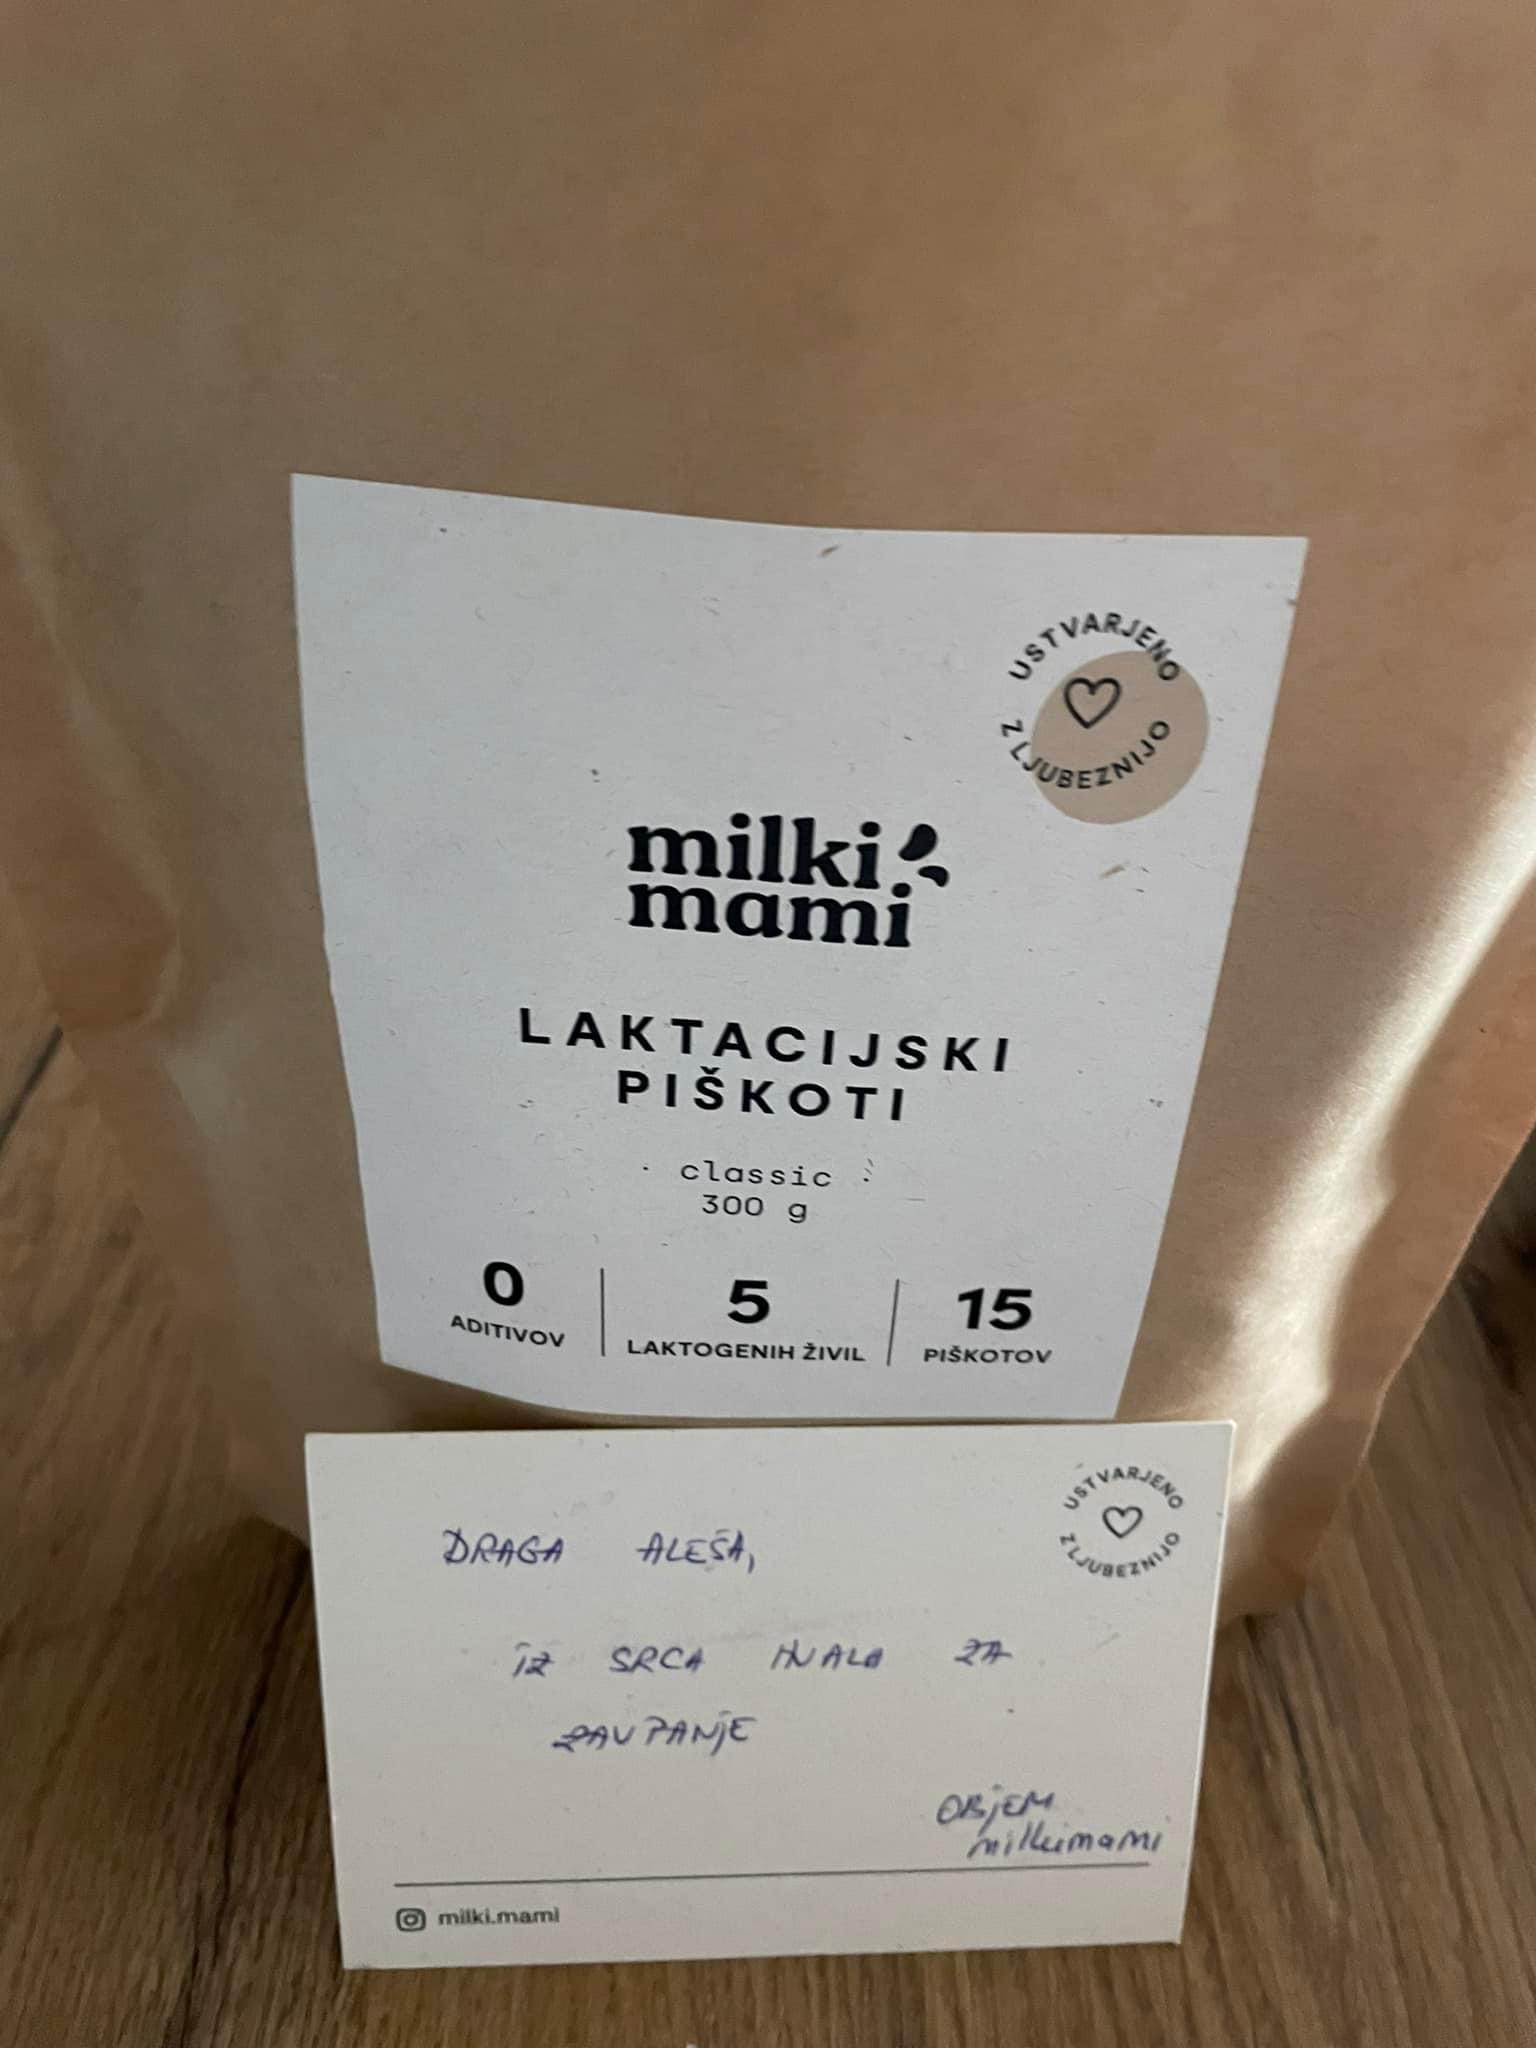 USTVARJENO
Z LJUBEZNIJO
milki
mami
LAKTACIJSKI
PIŠKOTI
classic
300 g
0
ADITIVOV
5
LAKTOGENIH ŽIVIL
15
PIŠKOTOV
USTVARJENO
Z LJUBEZNIJO
DRAGA ALEŠA,
IZ SRCA HVALA ZA
ZAUPANJE
OBJEM
milkimami
milki.mami